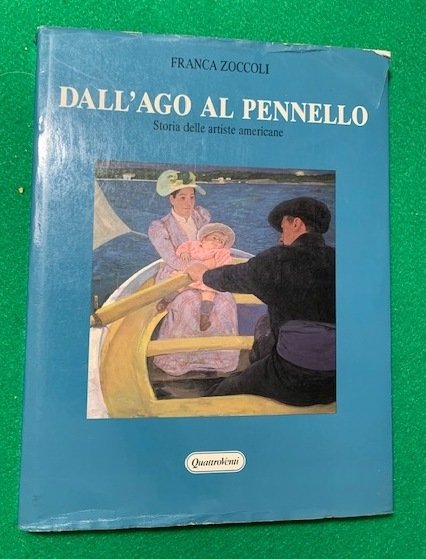 FRANCA ZOCCOLI
DALL'AGO AL PENNELLO
Storia delle artiste americane
QuattroVenti